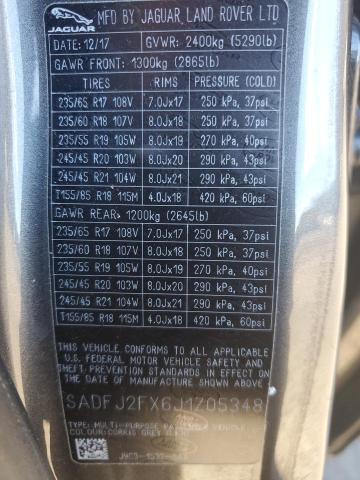 JAGUAR
MFD BY JAGUAR LAND ROVER LTD
DATE: 12/17 GVWR: 2400kg (5290lb)
GAWR FRONT: 1300kg (2865lb)
TIRES RIMS PRESSURE (COLD)
235/65 R17 108V 7.0Jx17 250 kPa, 37psi
235/60 R18 107V 8.0Jx18 250 kPa, 37psi
235/55 R19 105W 8.0Jx19 270 kPa, 40psi
245/45 R20 103W 8.0Jx20 290 kPa, 43psi
245/45 R21 104W 8.0Jx21 290 kPa, 43psi
T155/85 R18 115M 4.0Jx18 420 kPa, 60psi
GAWR REAR: 1200kg (2645lb)
235/65 R17 108V 7.0Jx17 250 kPa, 37psi
235/60 R18 107V 8.0Jx18 250 kPa, 37psi
235/55 R19 105W 8.0Jx19 270 kPa, 40psi
245/45 R20 103W 8.0Jx20 290 kPa, 43psi
245/45 R21 104W 8.0Jx21 290 kPa, 43psi
T155/85 R18 115M 4.0Jx18 420 kPa, 60psi
THIS VEHICLE CONFORMS TO ALL APPLICABLE
U.S. FEDERAL MOTOR VEHICLE SAFETY
STANDARDS IN EFFECT ON THE DATE OF
MANUFACTURE SHOWN ABOVE
SADFJ2FX6J1Z05348
TYPE: MULTI-PURPOSE PASSENGER VEHICLE
COLOUR: CORRIS GREY